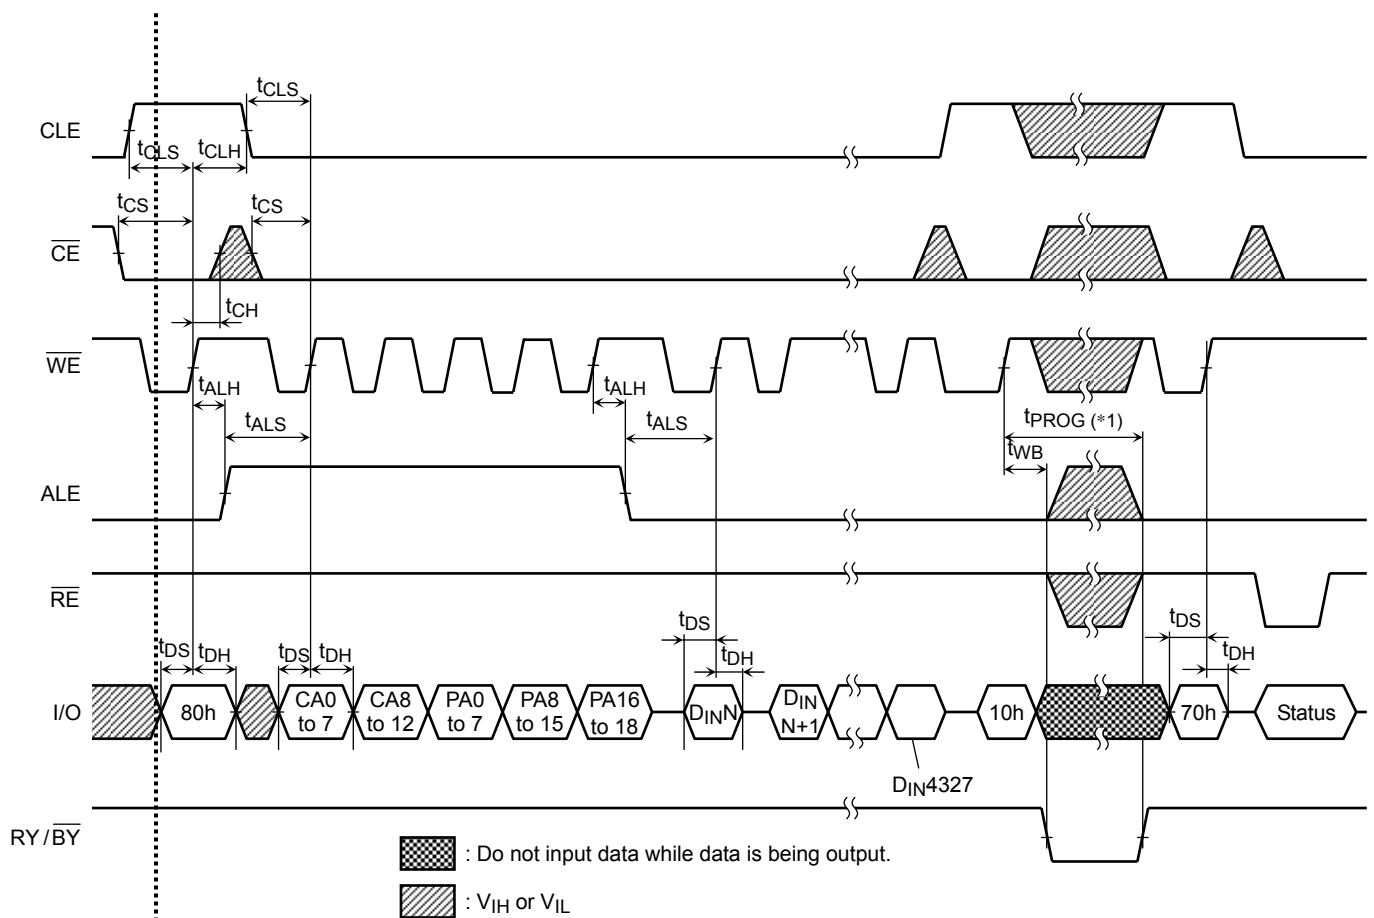 tCLS
CLE
tCLS tCLH
tCS tCS
CE
tCH
WE
tALH tALH
tALS tALS tPROG (*1)
tWB
ALE
RE
tDS tDH tDS tDH tDS tDH tDS tDH
I/O 80h CA0 to 7 CA8 to 12 PA0 to 7 PA8 to 15 PA16 to 18 DINN DIN N+1 10h 70h Status
DIN4327
RY/BY
: Do not input data while data is being output.
: VIH or VIL